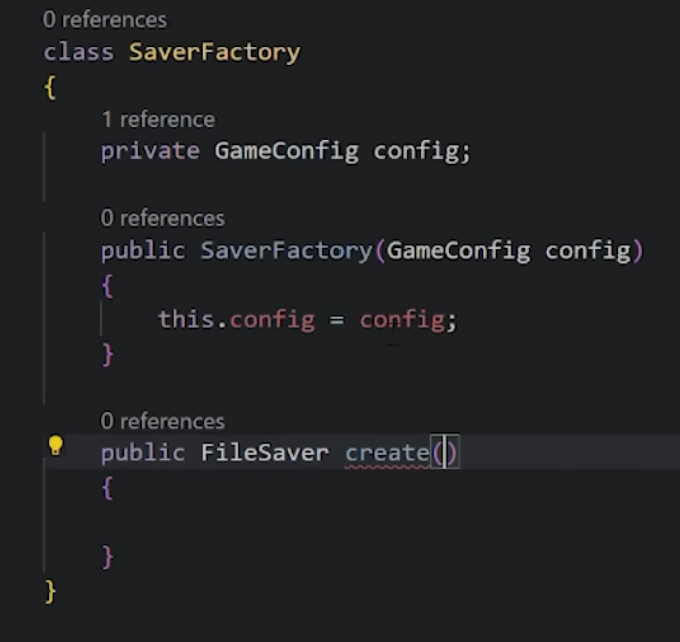 0 references
class SaverFactory
{
1 reference
private GameConfig config;
0 references
public SaverFactory(GameConfig config)
{
this.config = config;
}
0 references
public FileSaver create()
{
}
}